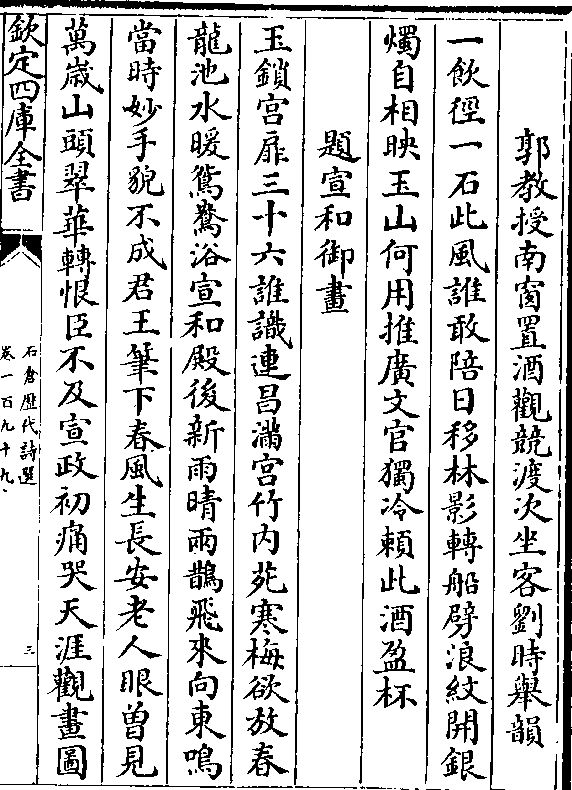 郭教授南窗置酒觀競渡次坐客劉時舉韻
一飲徑一石此風誰敢陪日移林影轉船劈浪紋開銀
燭自相映玉山何用推廣文官獨冷賴此酒盈杯
題宣和御畫
玉鎖宫扉三十六誰識連昌滿宫竹内苑寒梅欲放春
龍池水暖鴛鴦浴宣和殿後新雨晴兩鵲飛來向東鳴
當時妙手貌不成君王筆下春風生長安老人眼曽見
萬嵗山頭翠華轉恨臣不及宣政初痛哭天涯觀畫圖
欽定四庫全書
石倉歴代詩選
卷一百九十九
三